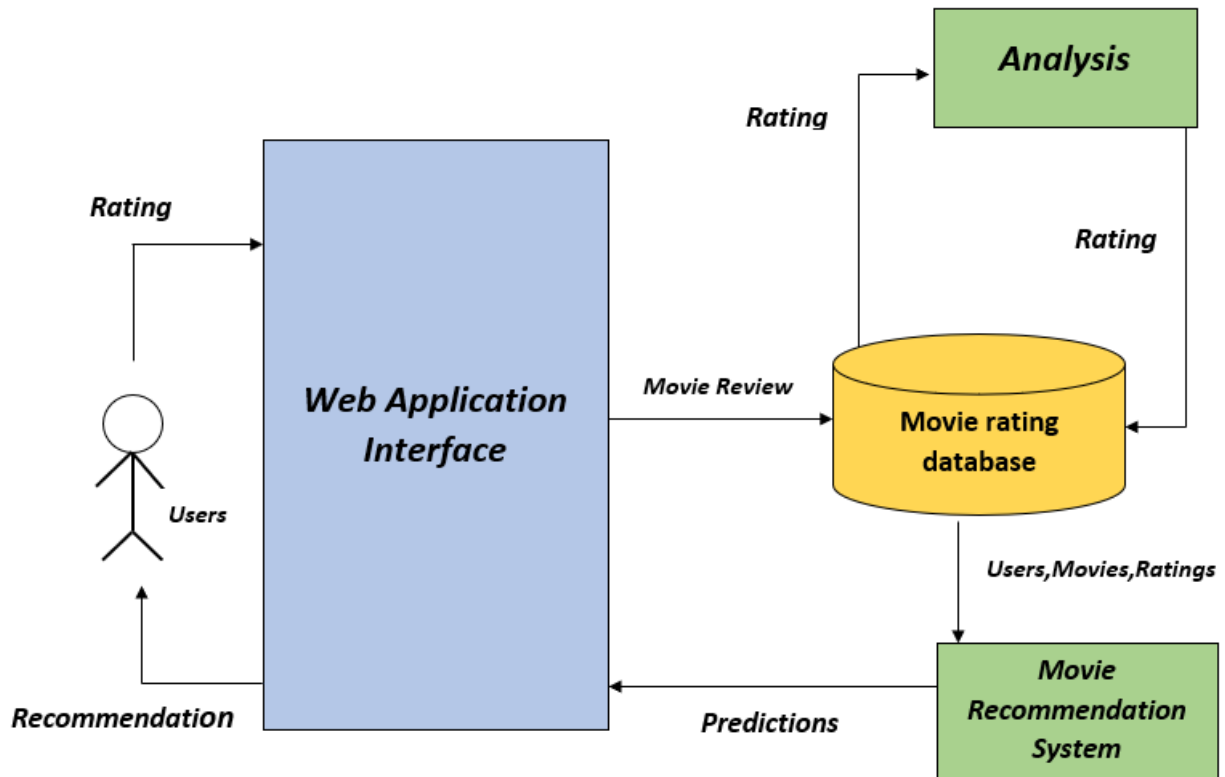 Analysis
Rating
Rating
Rating
Web Application
Interface
Movie Review
Movie rating
database
Users
Users,Movies,Ratings
Recommendation
Predictions
Movie
Recommendation
System